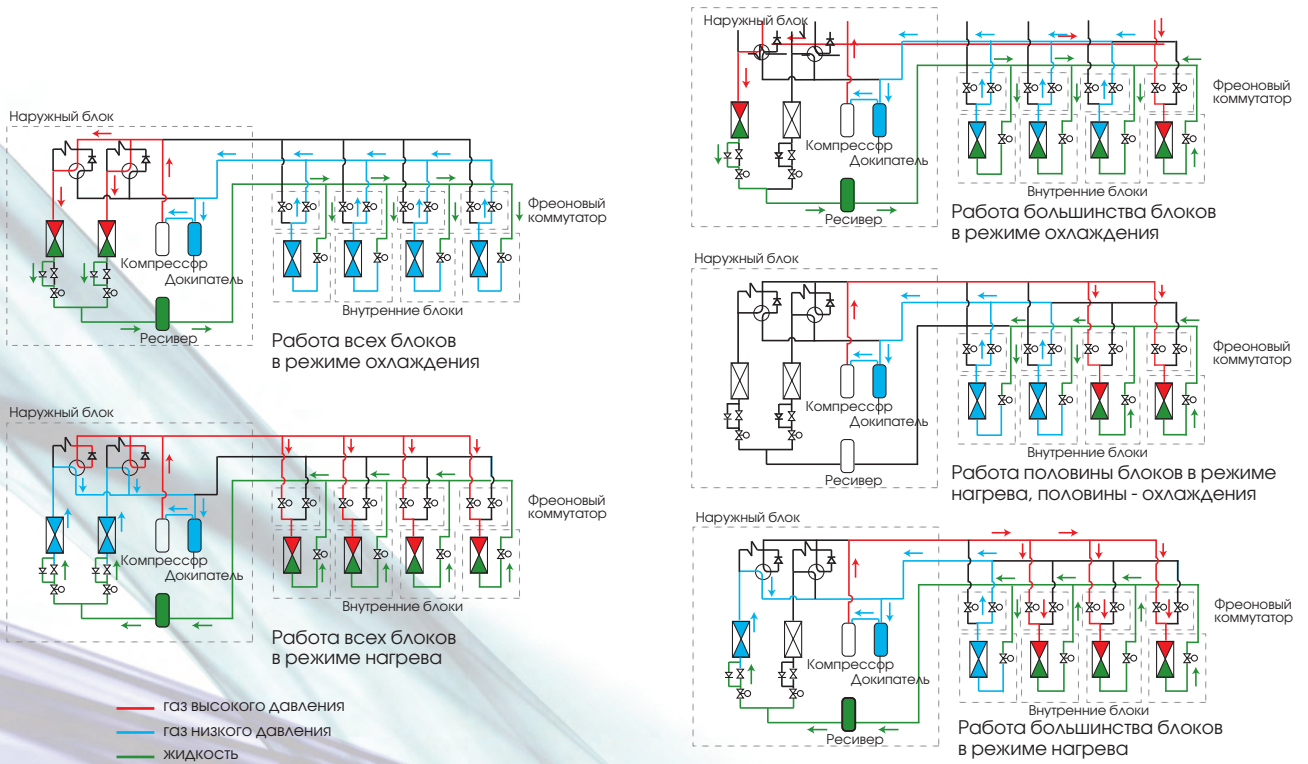 Наружный блок
Фреоновый
коммутатор
Компрессор
Докипатель
Внутренние блоки
Ресивер
Работа всех блоков
в режиме охлаждения
Наружный блок
Фреоновый
коммутатор
Компрессор
Докипатель
Внутренние блоки
Работа всех блоков
в режиме нагрева
газ высокого давления
газ низкого давления
жидкость
Наружный блок
Фреоновый
коммутатор
Компрессор
Докипатель
Внутренние блоки
Ресивер
Работа большинства блоков
в режиме охлаждения
Наружный блок
Фреоновый
коммутатор
Компрессор
Докипатель
Внутренние блоки
Ресивер
Работа половины блоков в режиме
нагрева, половины - охлаждения
Наружный блок
Фреоновый
коммутатор
Компрессор
Докипатель
Внутренние блоки
Ресивер
Работа большинства блоков
в режиме нагрева